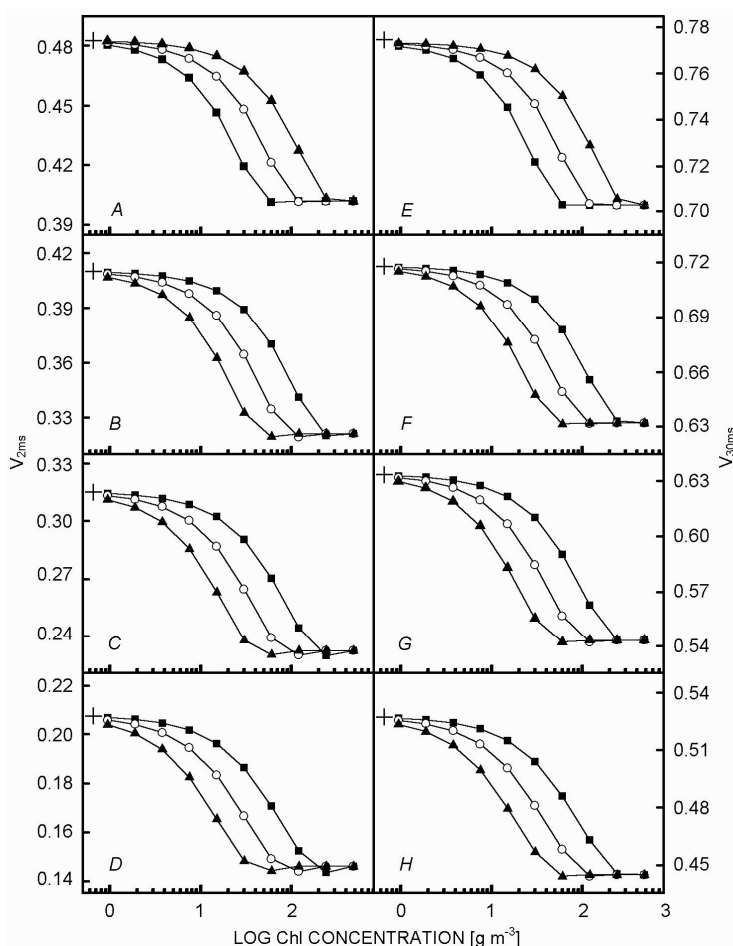 0.48
0.45
0.42
0.39
A
0.78
0.76
0.74
0.72
0.70
E
0.42
0.39
0.36
0.33
B
0.72
0.69
0.66
0.63
F
V2ms
V30ms
0.33
0.30
0.27
0.24
C
0.63
0.60
0.57
0.54
G
0.22
0.20
0.18
0.16
0.14
D
0.54
0.51
0.48
0.45
H
0 1 2 0 1 2 3
LOG Chl CONCENTRATION [g m-3]